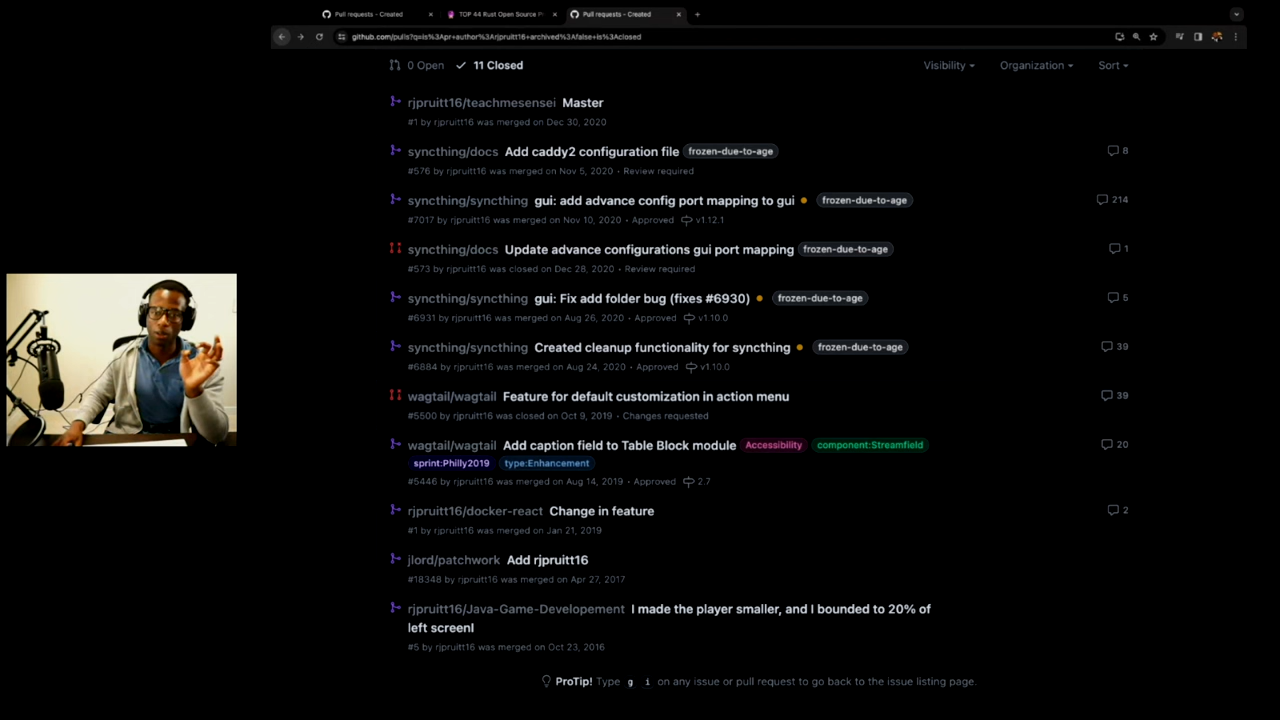 Pull requests - Created
TOP 44 Rust Open Source P
Pull requests - Created
github.com/pulls?q=is%3Apr+author%3Arjpruitt16+archived%3Afalse+is%3Aclosed
0 Open 11 Closed Visibility Organization Sort
rjpruitt16/teachmesensei Master
#1 by rjpruitt16 was merged on Dec 30, 2020
syncthing/docs Add caddy2 configuration file frozen-due-to-age 8
#576 by rjpruitt16 was merged on Nov 5, 2020 • Review required
syncthing/syncthing gui: add advance config port mapping to gui frozen-due-to-age 214
#7017 by rjpruitt16 was merged on Nov 10, 2020 • Approved v1.12.1
syncthing/docs Update advance configurations gui port mapping frozen-due-to-age 1
#573 by rjpruitt16 was closed on Dec 28, 2020 • Review required
syncthing/syncthing gui: Fix add folder bug (fixes #6930) frozen-due-to-age 5
#6931 by rjpruitt16 was merged on Aug 26, 2020 • Approved v1.10.0
syncthing/syncthing Created cleanup functionality for syncthing frozen-due-to-age 39
#6884 by rjpruitt16 was merged on Aug 24, 2020 • Approved v1.10.0
wagtail/wagtail Feature for default customization in action menu 39
#5500 by rjpruitt16 was closed on Oct 9, 2019 • Changes requested
wagtail/wagtail Add caption field to Table Block module Accessibility component:Streamfield 20
sprint:Philly2019 type:Enhancement
#5446 by rjpruitt16 was merged on Aug 14, 2019 • Approved 2.7
rjpruitt16/docker-react Change in feature 2
#1 by rjpruitt16 was merged on Jan 21, 2019
jlord/patchwork Add rjpruitt16
#18348 by rjpruitt16 was merged on Apr 27, 2017
rjpruitt16/Java-Game-Developement I made the player smaller, and I bounded to 20% of
left screenI
#5 by rjpruitt16 was merged on Oct 23, 2016
ProTip! Type g i on any issue or pull request to go back to the issue listing page.